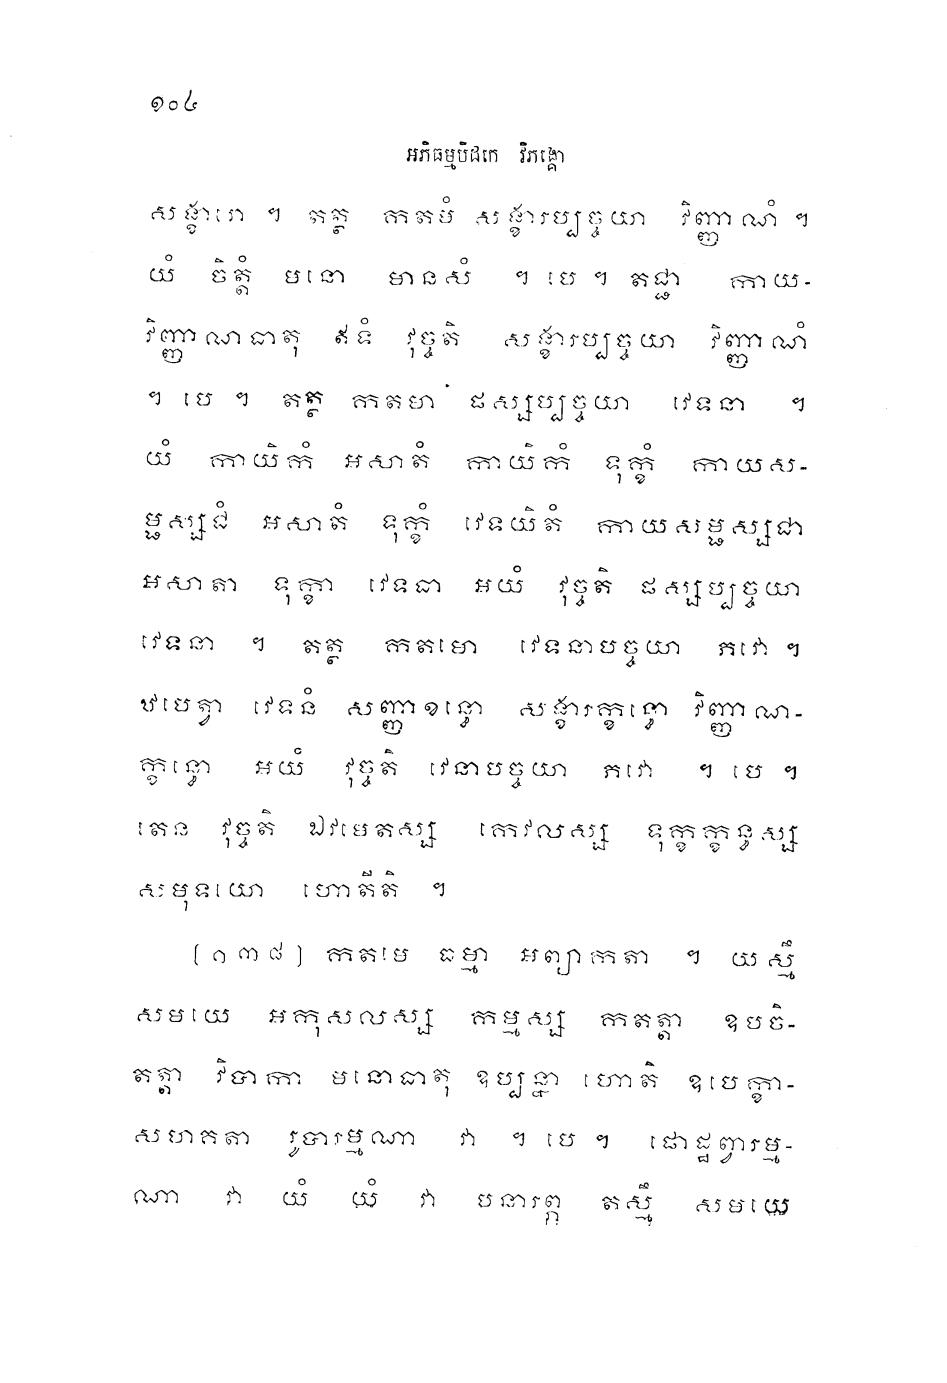 ១០៤
អភិធម្មបិដកេ វិភង្គោ
សង្ខារោ ។ តត្ថ កតមំ សង្ខារប្បច្ចយា វិញ្ញាណំ ។
យំ ចិត្តំ មនោ មានសំ ។ បេ ។ តជ្ជា កាយ-
វិញ្ញាណធាតុ ឥទំ វុច្ចតិ សង្ខារប្បច្ចយា វិញ្ញាណំ
។ បេ ។ តត្ថ កតមា ផស្សប្បច្ចយា វេទនា ។
យំ កាយិកំ អសាតំ កាយិកំ ទុក្ខំ កាយស-
ម្ផស្សជំ អសាតំ ទុក្ខំ វេទយិតំ កាយសម្ផស្សជា
អសាតា ទុក្ខា វេទនា អយំ វុច្ចតិ ផស្សប្បច្ចយា
វេទនា ។ តត្ថ កតមោ វេទនាបច្ចយា ភវោ ។
ឋបេត្វា វេទនំ សញ្ញាខន្ធោ សង្ខារក្ខន្ធោ វិញ្ញាណ-
ក្ខន្ធោ អយំ វុច្ចតិ វេនាបច្ចយា ភវោ ។ បេ ។
តេន វុច្ចតិ ឯវមេតស្ស កេវលស្ស ទុក្ខក្ខន្ធស្ស
សមុទយោ ហោតីតិ ។
[១៣៨] កតមេ ធម្មា អព្យាកតា ។ យស្មឹ
សមយេ អកុសលស្ស កម្មស្ស កតត្តា ឧបចិ-
តត្តា វិបាកា មនោធាតុ ឧប្បន្នា ហោតិ ឧបេក្ខា-
សហគតា រូបារម្មណា វា ។ បេ ។ ផោដ្ឋព្វារម្ម-
ណា វា យំ យំ វា បនារព្ភ តស្មឹ សមយេ